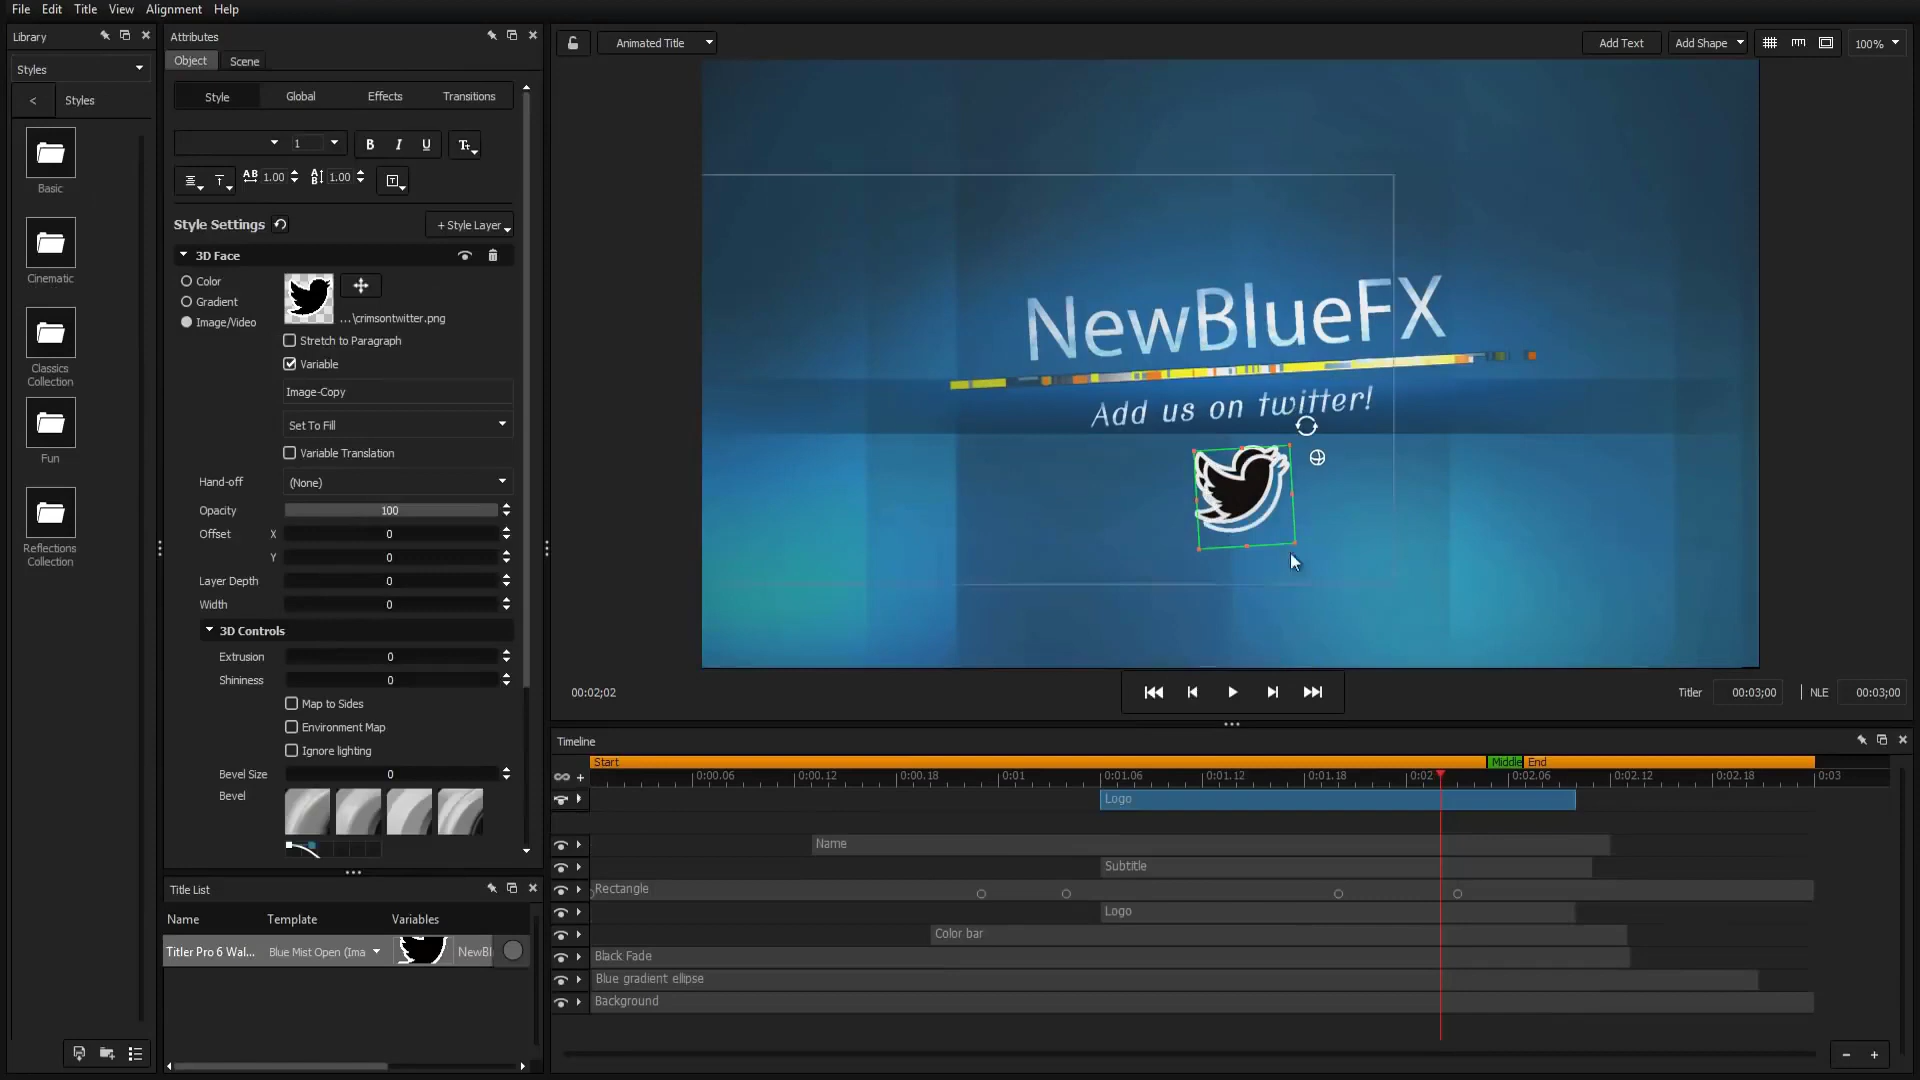 File Edit Title View Alignment Help
Library
Styles
< Styles
Basic
Cinematic
Classics
Collection
Fun
Reflections
Collection
Attributes
Object Scene
Style Global Effects Transitions
1 B I U Tt
AB 1.00 AB 1.00 T
Style Settings + Style Layer
3D Face
Color
Gradient
Image/Video
...\crimsontwitter.png
Stretch to Paragraph
Variable
Image-Copy
Set To Fill
Variable Translation
Hand-off (None)
Opacity 100
Offset X 0
Y 0
Layer Depth 0
Width 0
3D Controls
Extrusion 0
Shininess 0
Map to Sides
Environment Map
Ignore lighting
Bevel Size 0
Bevel
Title List
Name Template Variables
Titler Pro 6 Wal... Blue Mist Open (Ima NewBl
Animated Title Add Text Add Shape 100%
NewBlueFX
Add us on twitter!
00:02;02 Titler 00:03;00 NLE 00:03;00
Timeline
Start Middle End
0:00.06 0:00.12 0:00.18 0:01 0:01.06 0:01.12 0:01.18 0:02 0:02.06 0:02.12 0:02.18 0:03
Logo
Name
Subtitle
Rectangle
Logo
Color bar
Black Fade
Blue gradient ellipse
Background